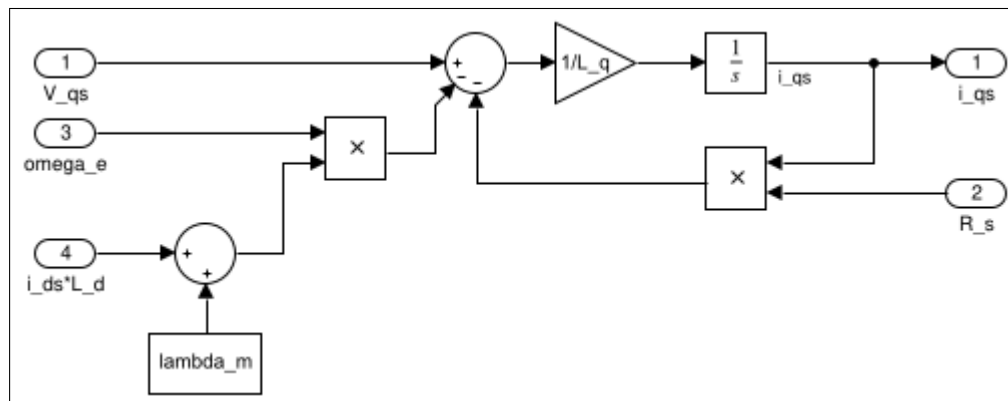 1
V_qs
3
omega_e
4
i_ds*L_d
+
+
lambda_m
×
+
−
−
1/L_q
1
s
i_qs
1
i_qs
×
2
R_s